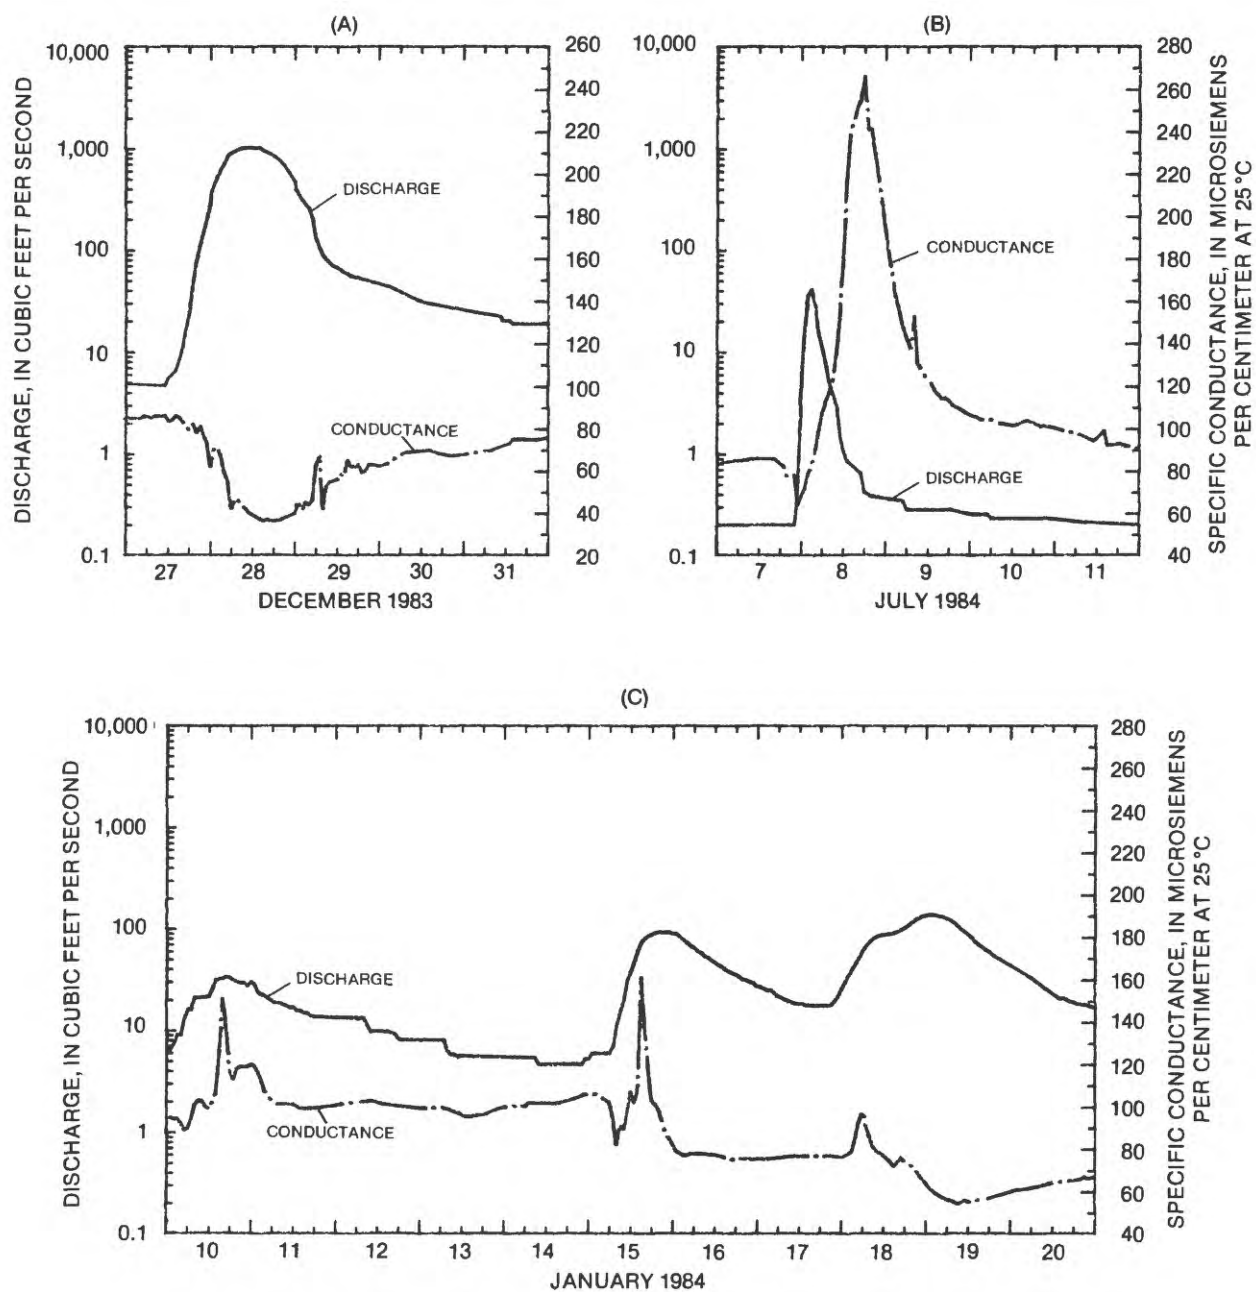 (A)
10,000
1,000
100
10
1
0.1
260
260
240
220
200
180
160
140
120
100
80
60
40
20
DISCHARGE
CONDUCTANCE
27 28 29 30 31
DECEMBER 1983
DISCHARGE, IN CUBIC FEET PER SECOND
(B)
10,000
1,000
100
10
1
0.1
280
260
240
220
200
180
160
140
120
100
80
60
40
CONDUCTANCE
DISCHARGE
7 8 9 10 11
JULY 1984
SPECIFIC CONDUCTANCE, IN MICROSIEMENS
PER CENTIMETER AT 25°C
(C)
10,000
1,000
100
10
1
0.1
280
260
240
220
200
180
160
140
120
100
80
60
40
DISCHARGE
CONDUCTANCE
10 11 12 13 14 15 16 17 18 19 20
JANUARY 1984
DISCHARGE, IN CUBIC FEET PER SECOND
SPECIFIC CONDUCTANCE, IN MICROSIEMENS
PER CENTIMETER AT 25°C